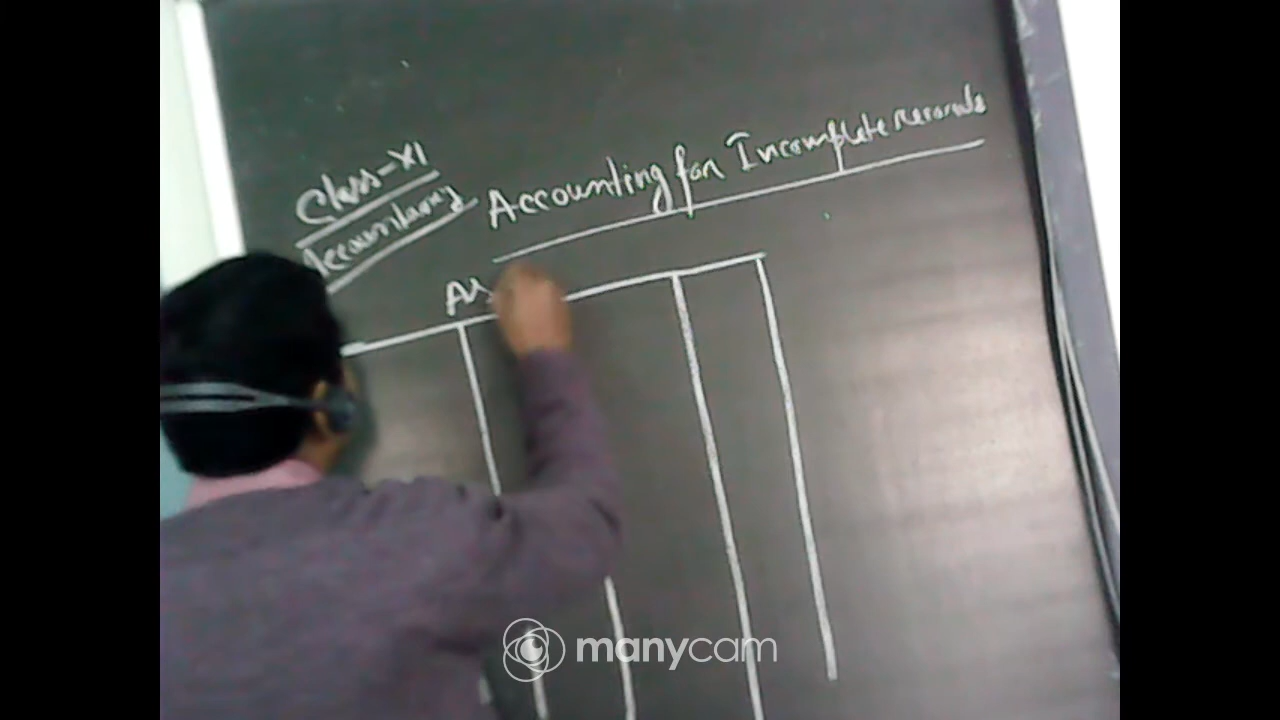 Class-XI
Accountancy
Accounting for Incomplete records
manycam